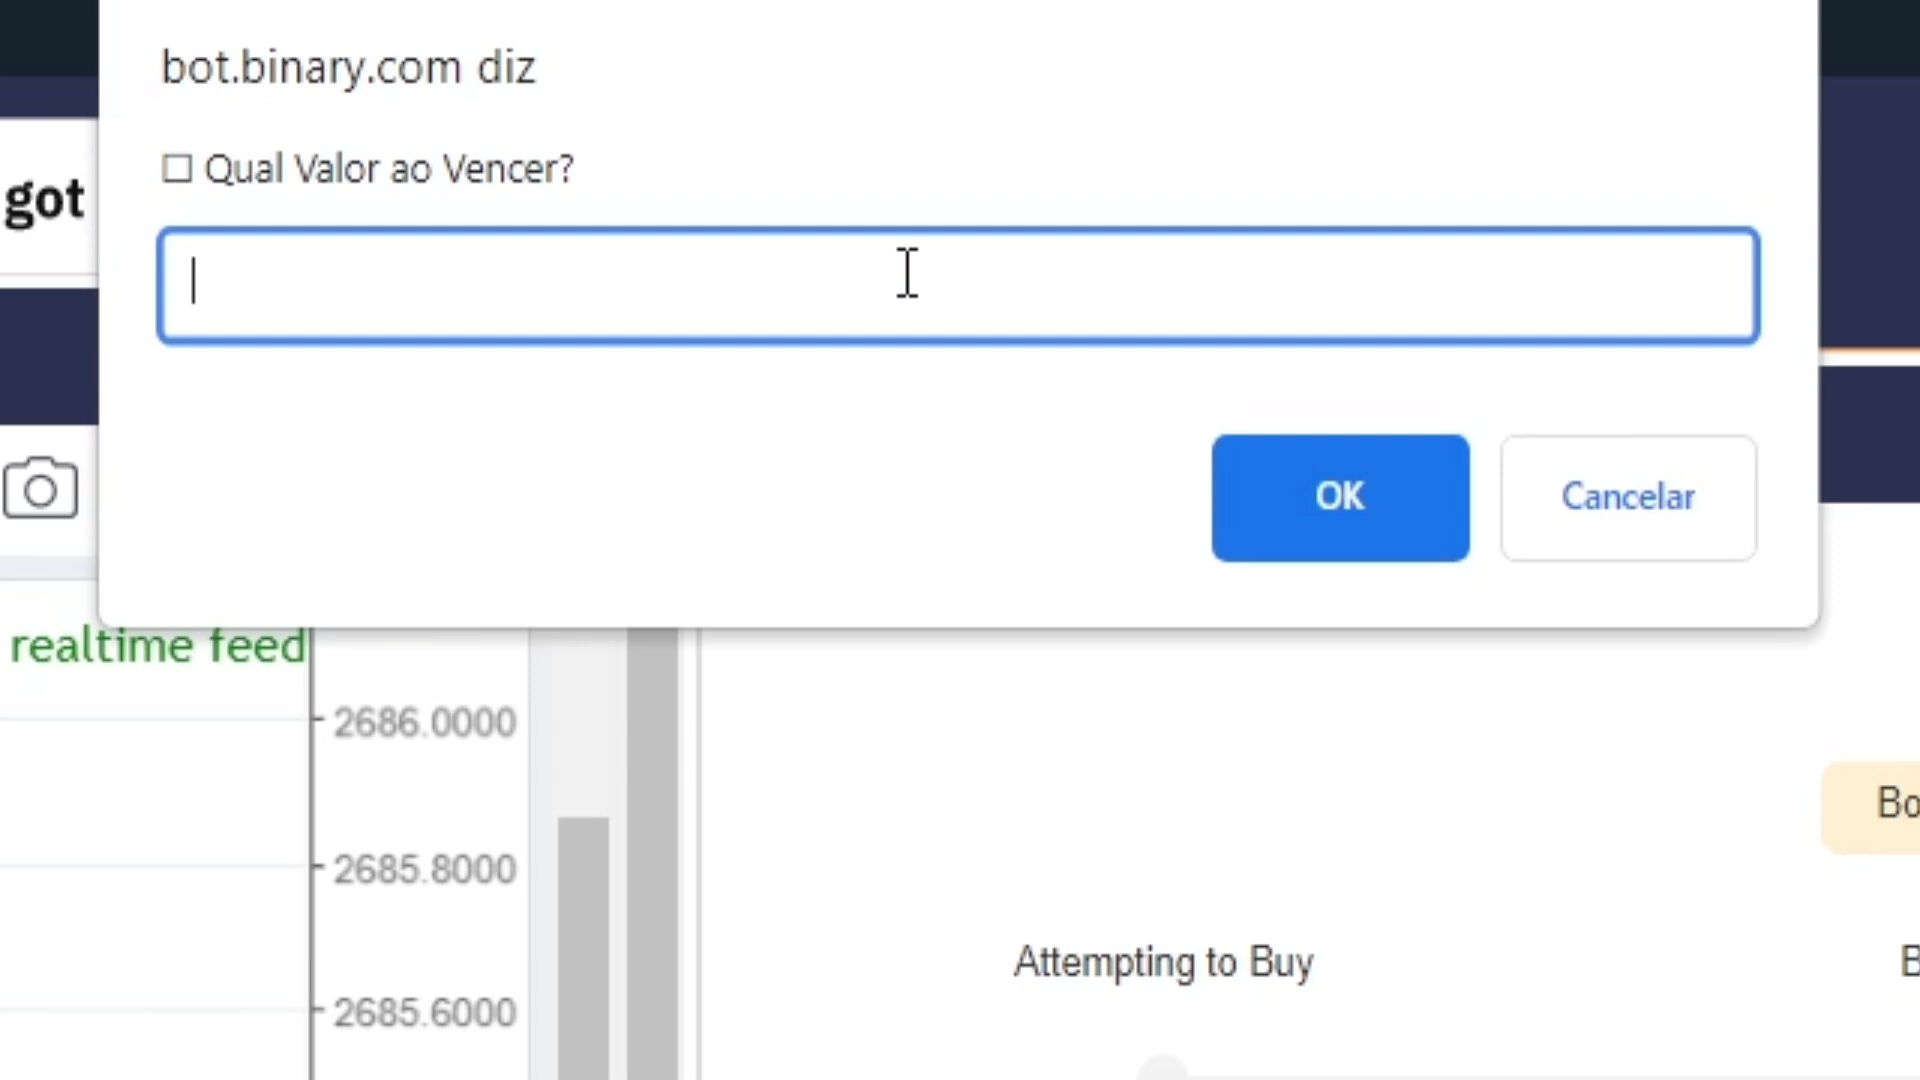 bot.binary.com diz
☐ Qual Valor ao Vencer?
got
OK
Cancelar
realtime feed
2686.0000
2685.8000
2685.6000
Attempting to Buy